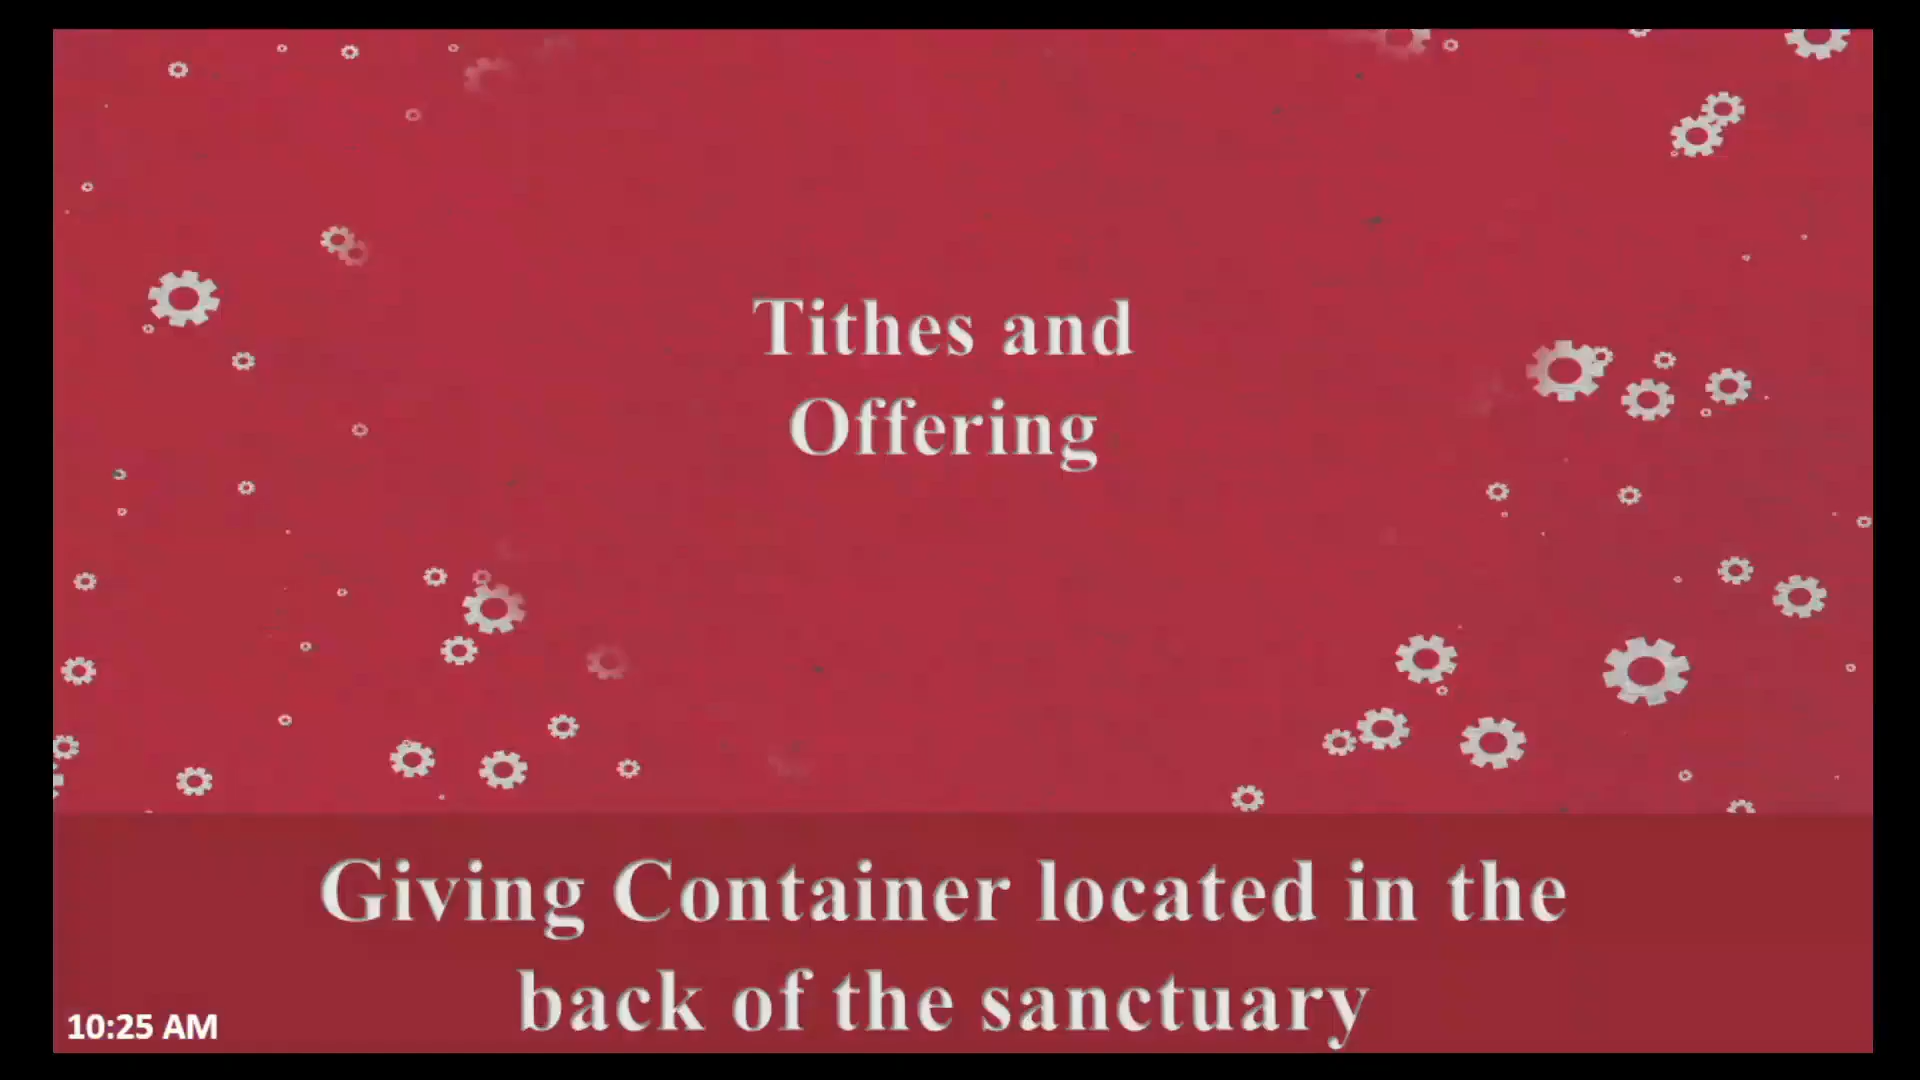 Tithes and
Offering
Giving Container located in the
back of the sanctuary
10:25 AM